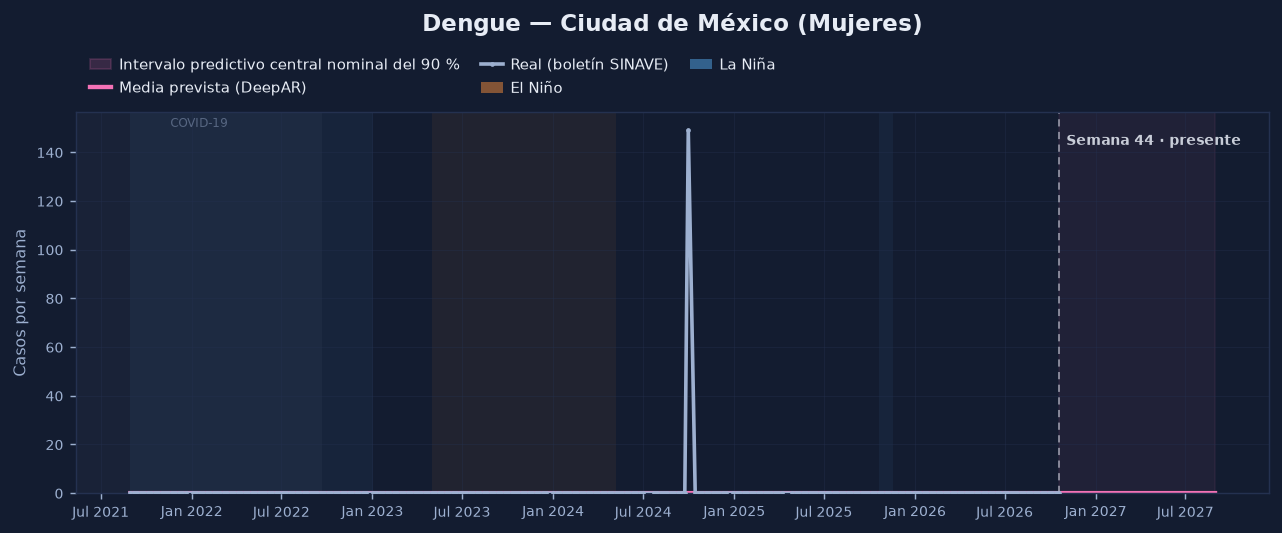 Dengue — Ciudad de México (Mujeres)
Intervalo predictivo central nominal del 90 %
Real (boletín SINAVE)
La Niña
Media prevista (DeepAR)
El Niño
COVID-19
Semana 44 · presente
Casos por semana
140
120
100
80
60
40
20
0
Jul 2021
Jan 2022
Jul 2022
Jan 2023
Jul 2023
Jan 2024
Jul 2024
Jan 2025
Jul 2025
Jan 2026
Jul 2026
Jan 2027
Jul 2027